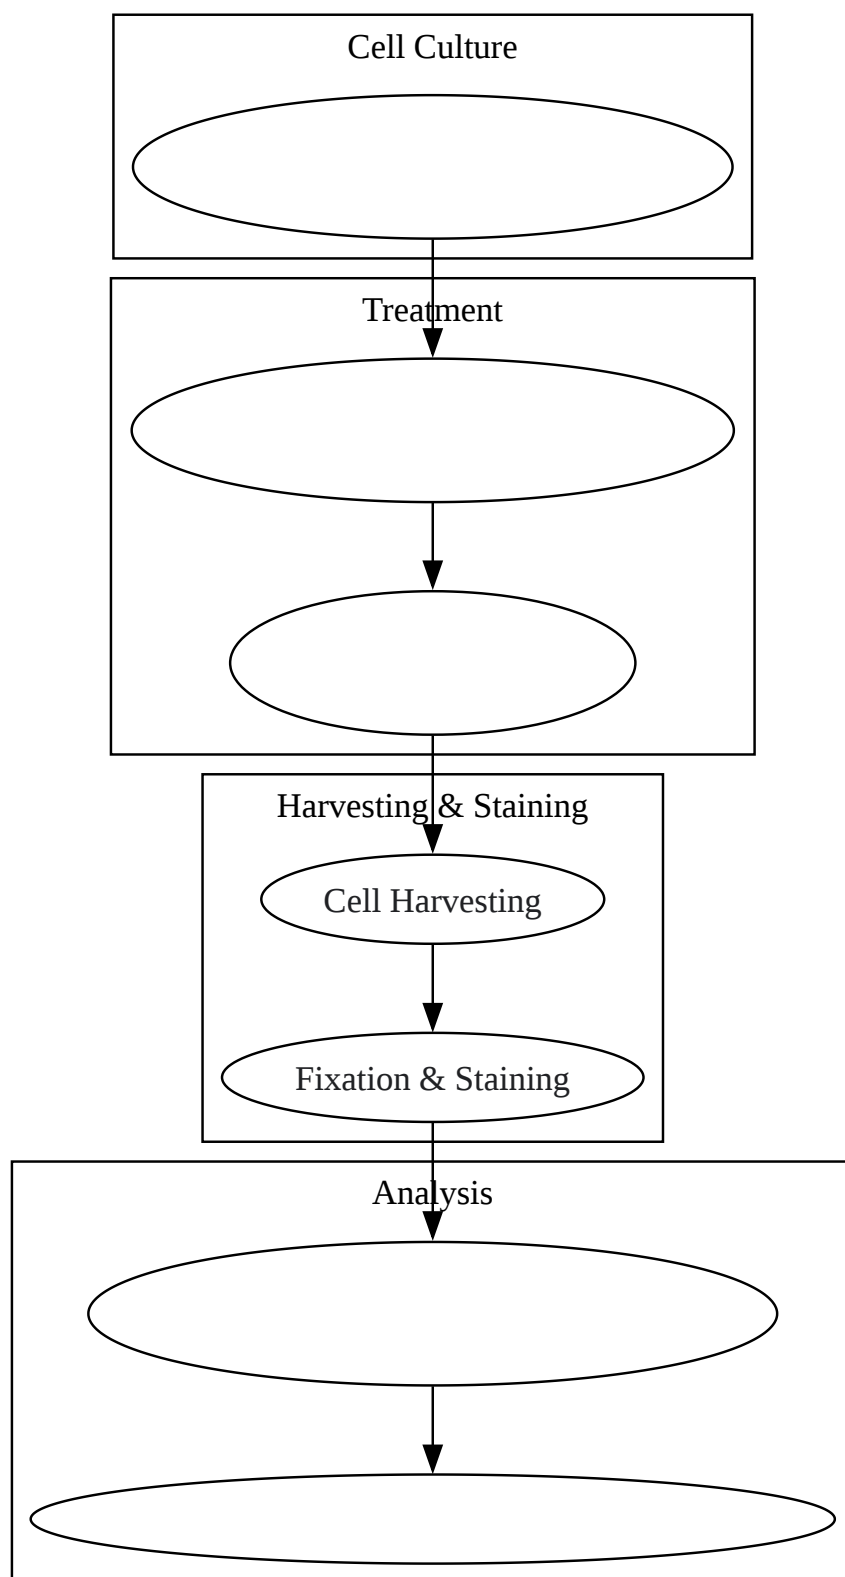 Cell Culture
Treatment
Harvesting & Staining
Cell Harvesting
Fixation & Staining
Analysis